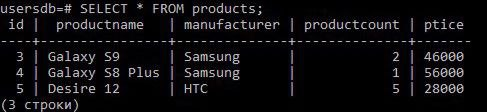 usersdb=# SELECT * FROM products;
 id | productname | manufacturer | productcount | ptice
----+----------------+--------------+--------------+-------
  3 | Galaxy S9 | Samsung | 2 | 46000
  4 | Galaxy S8 Plus | Samsung | 1 | 56000
  5 | Desire 12 | HTC | 5 | 28000
(3 строки)